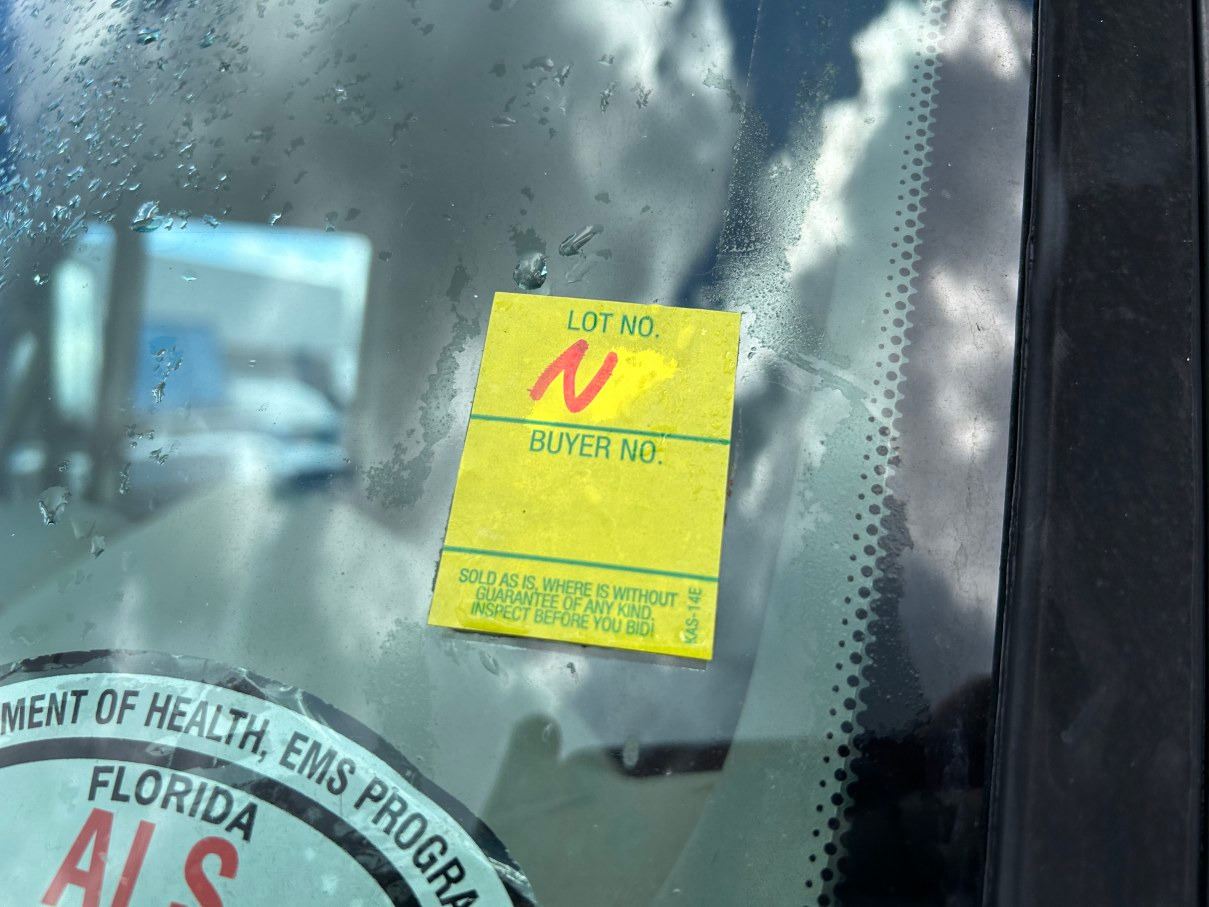 LOT NO.
N
BUYER NO.
SOLD AS IS, WHERE IS WITHOUT
GUARANTEE OF ANY KIND.
INSPECT BEFORE YOU BID!
KAS-14E
MENT OF HEALTH, EMS PROGRA
FLORIDA
ALS